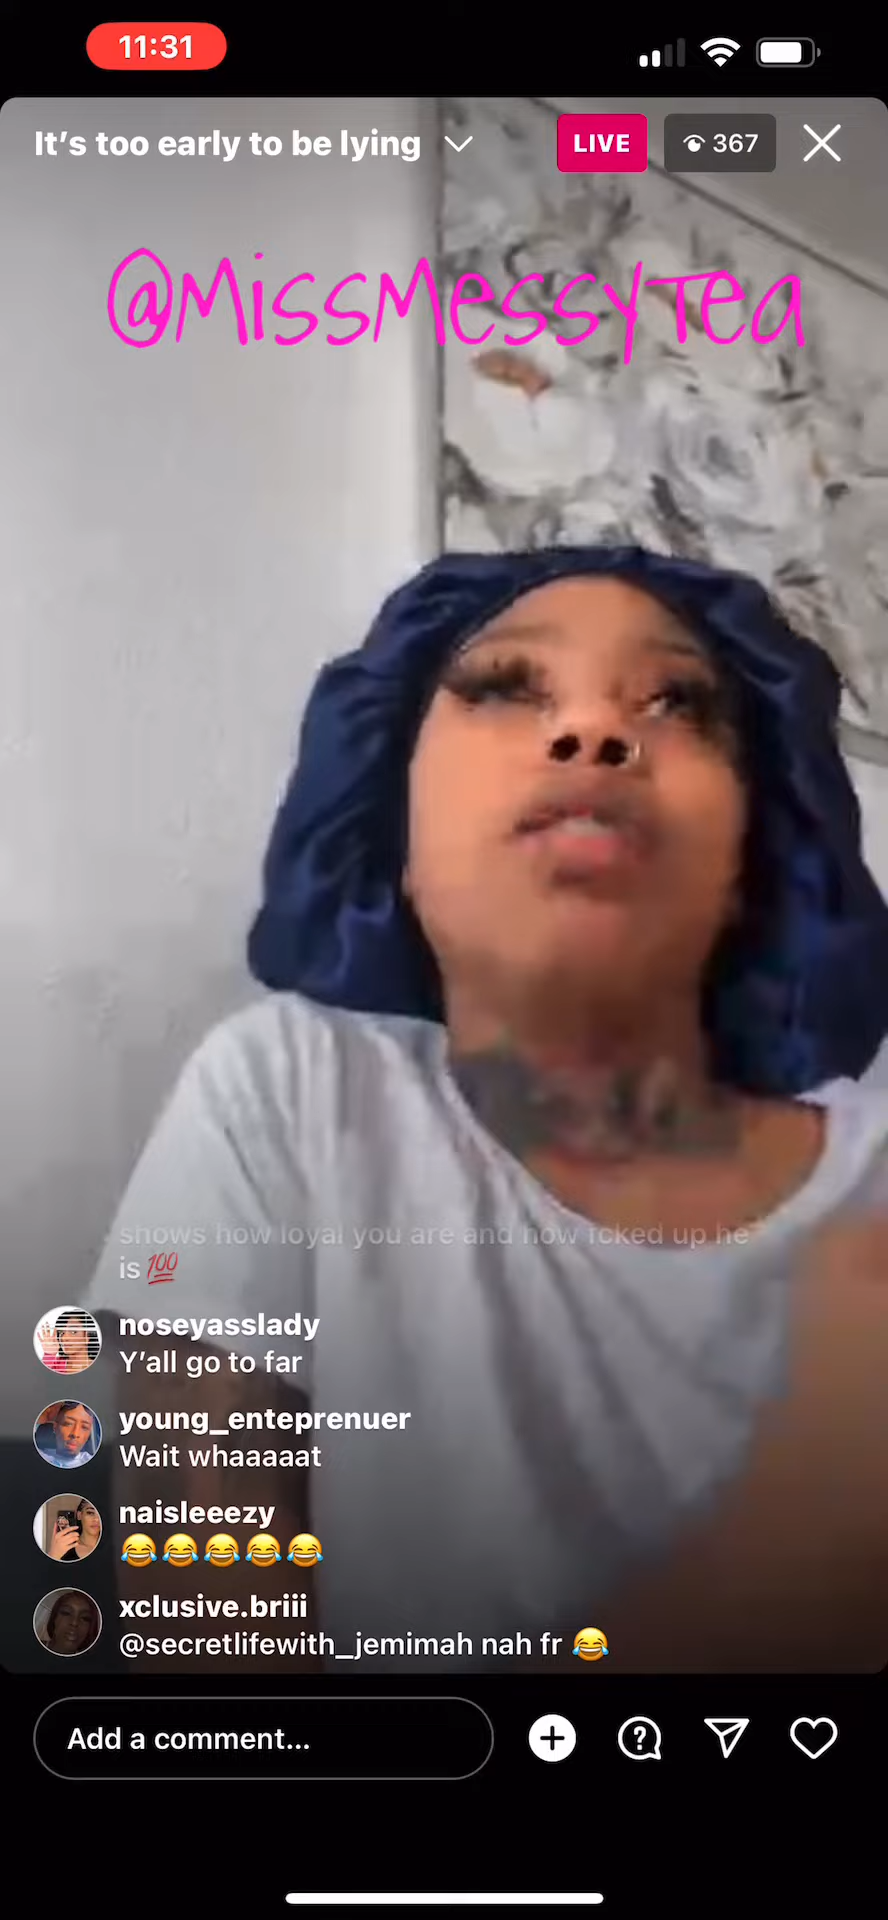 11:31
It's too early to be lying
LIVE
367
@MissMessyTea
shows how loyal you are and how fcked up he
is 💯
noseyasslady
Y'all go to far
young_enteprenuer
Wait whaaaaat
naisleeezy
😂😂😂😂😂
xclusive.briii
@secretlifewith_jemimah nah fr 😂
Add a comment...